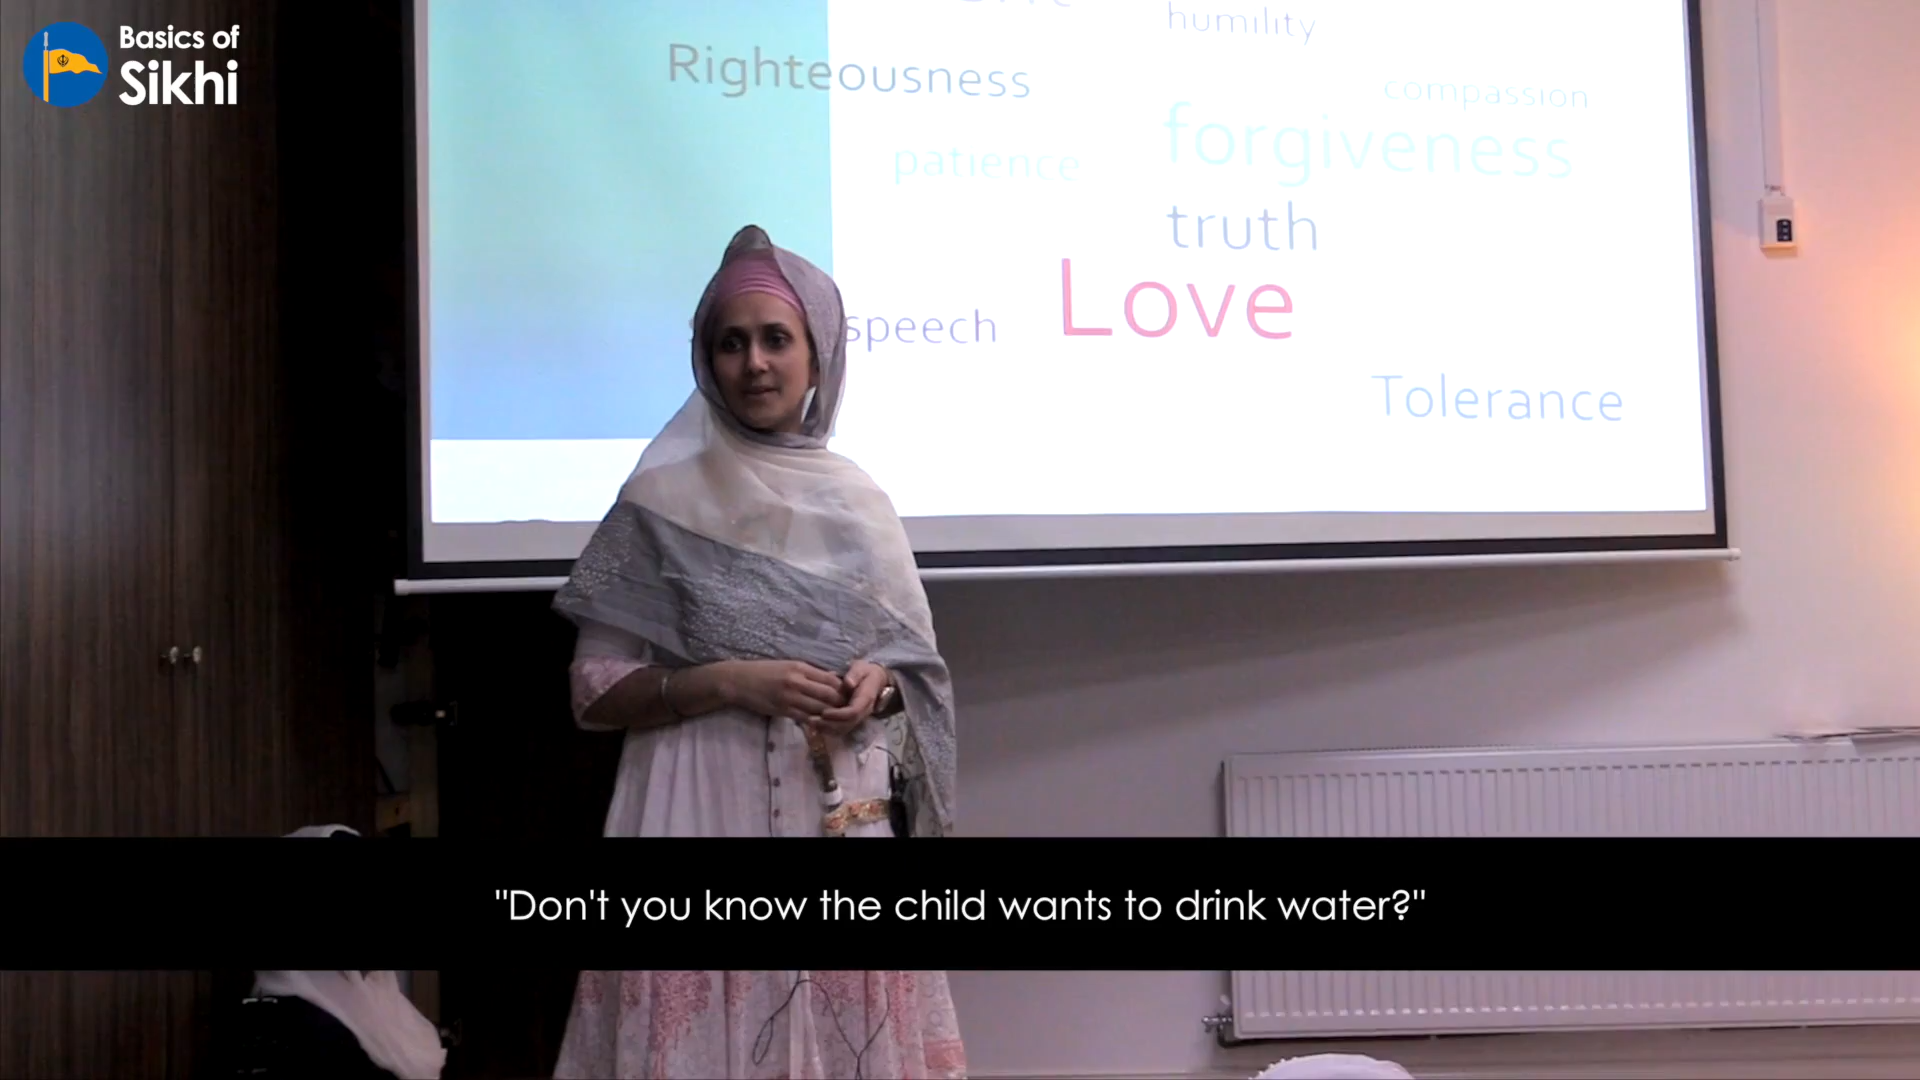 Basics of
Sikhi
humility
Righteousness
compassion
forgiveness
patience
truth
speech
Love
Tolerance
"Don't you know the child wants to drink water?"